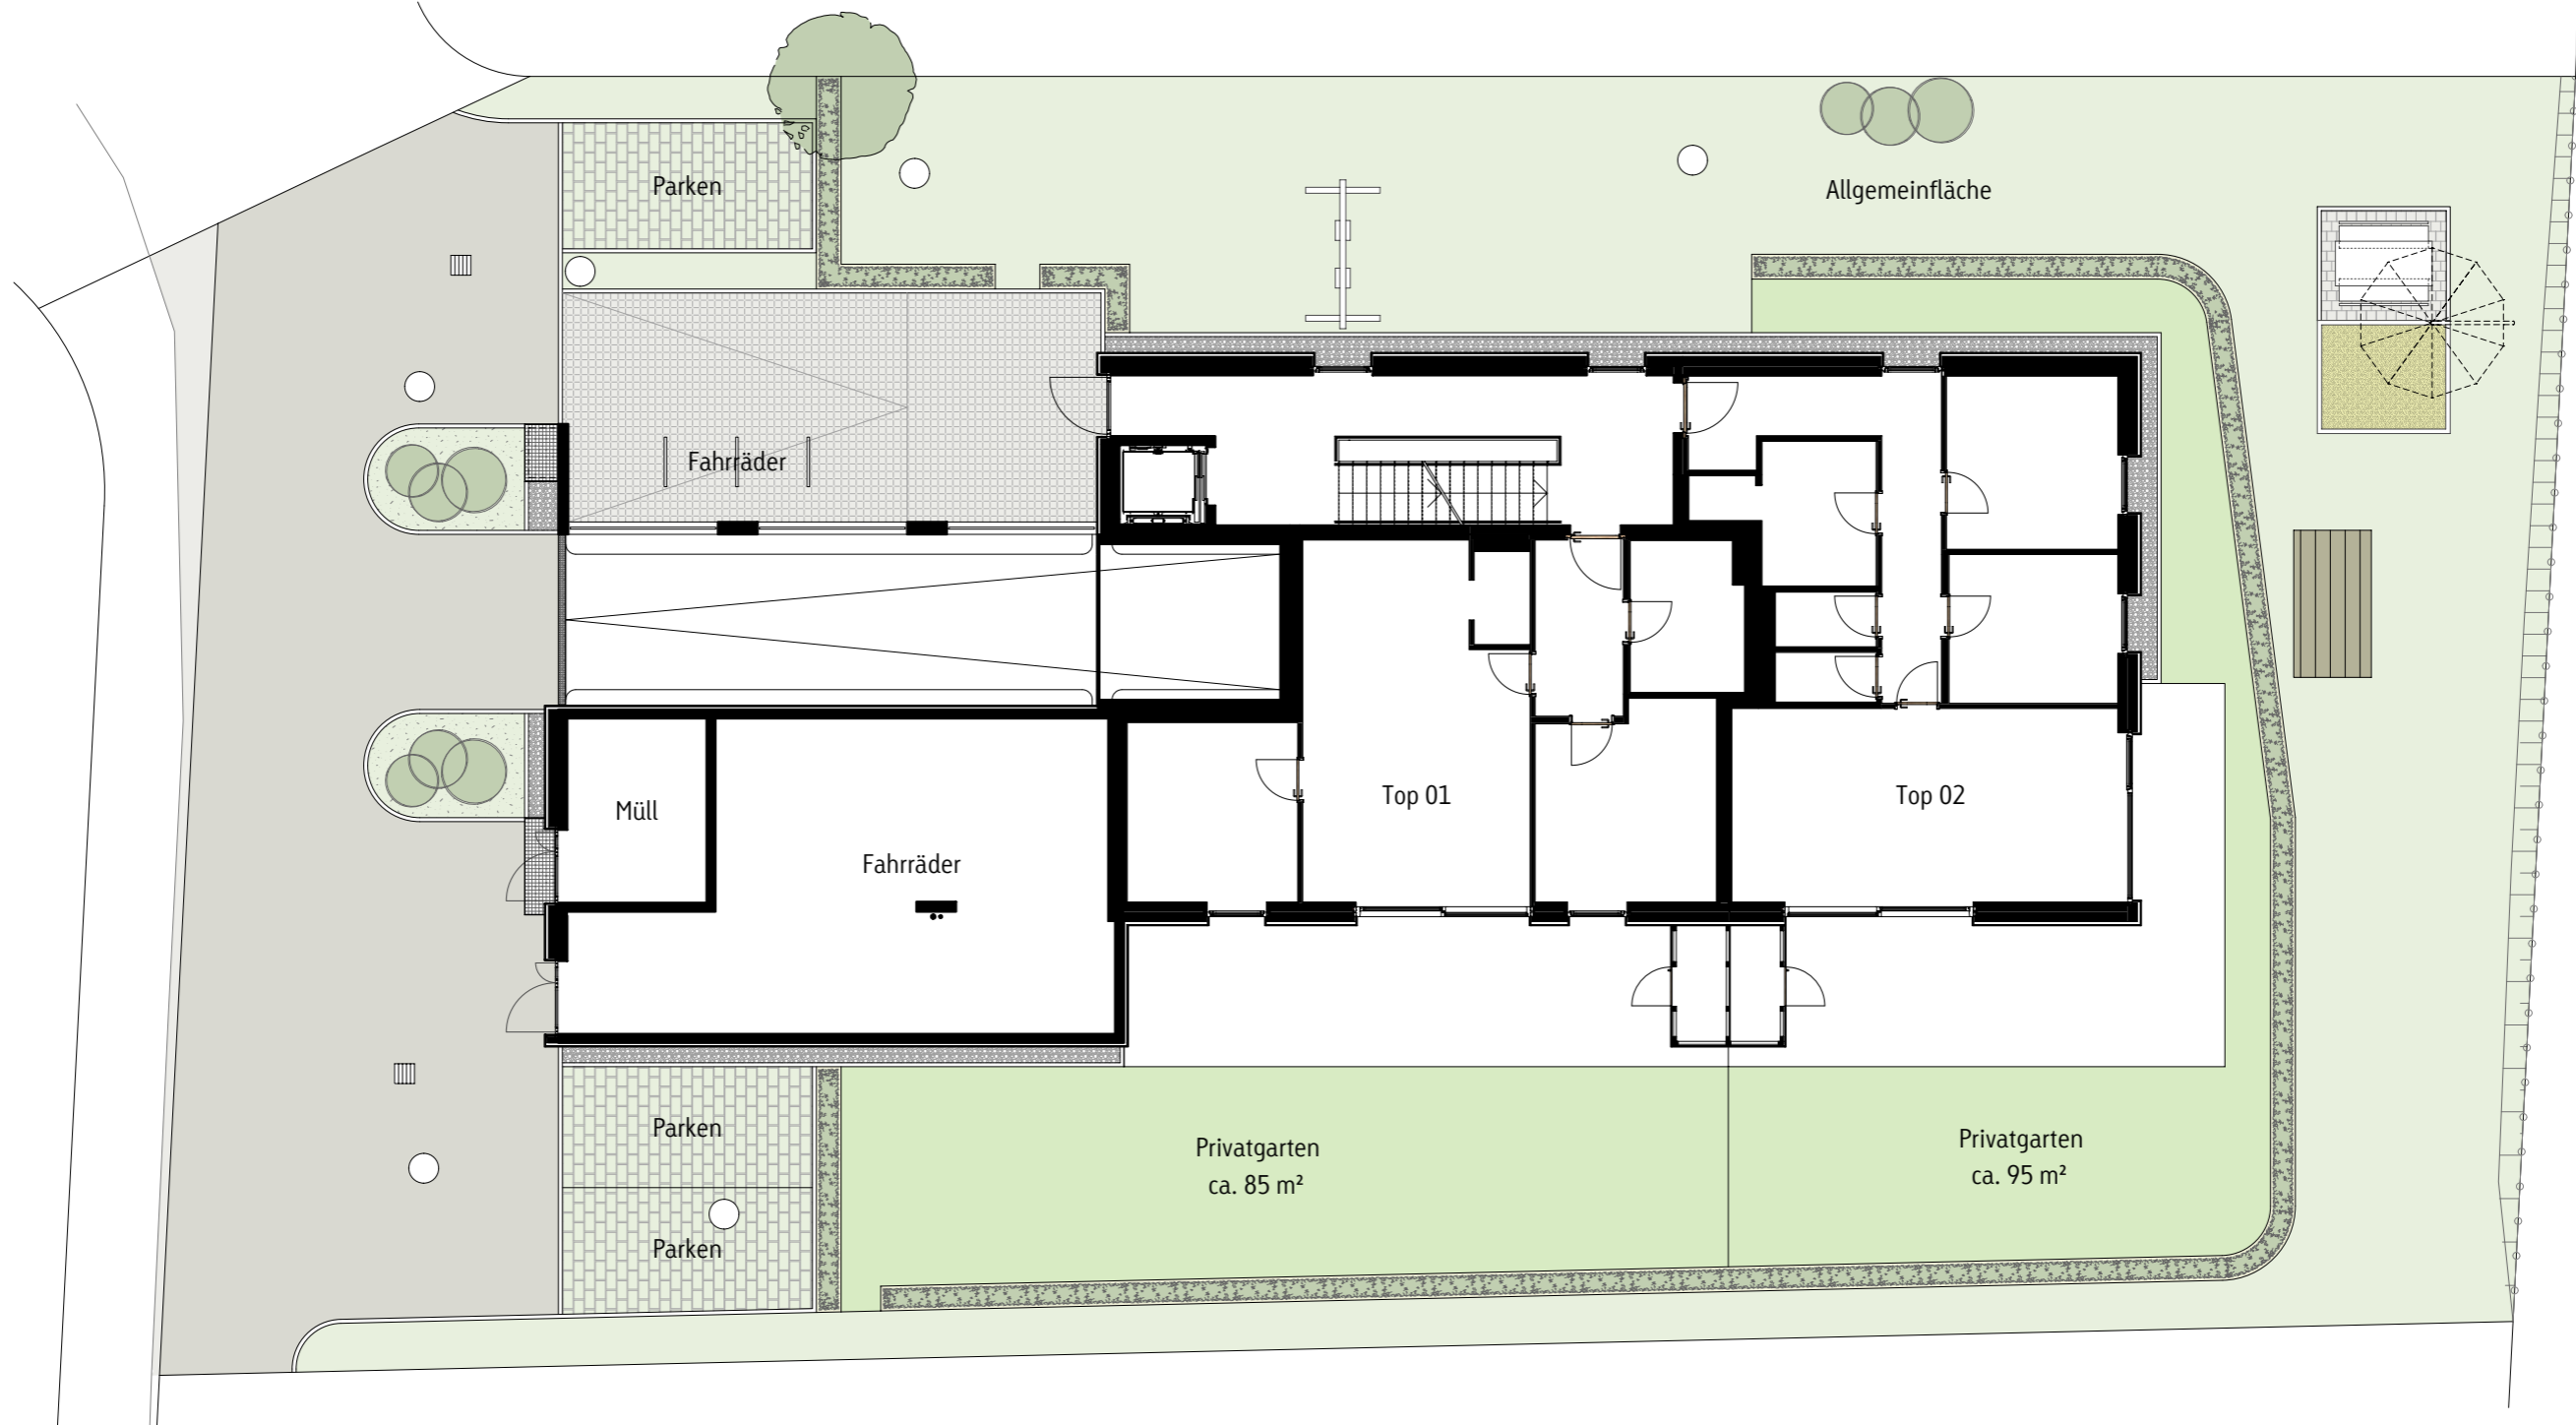 Parken
Allgemeinfläche
Fahrräder
Müll
Fahrräder
Top 01
Top 02
Parken
Parken
Privatgarten
ca. 85 m²
Privatgarten
ca. 95 m²